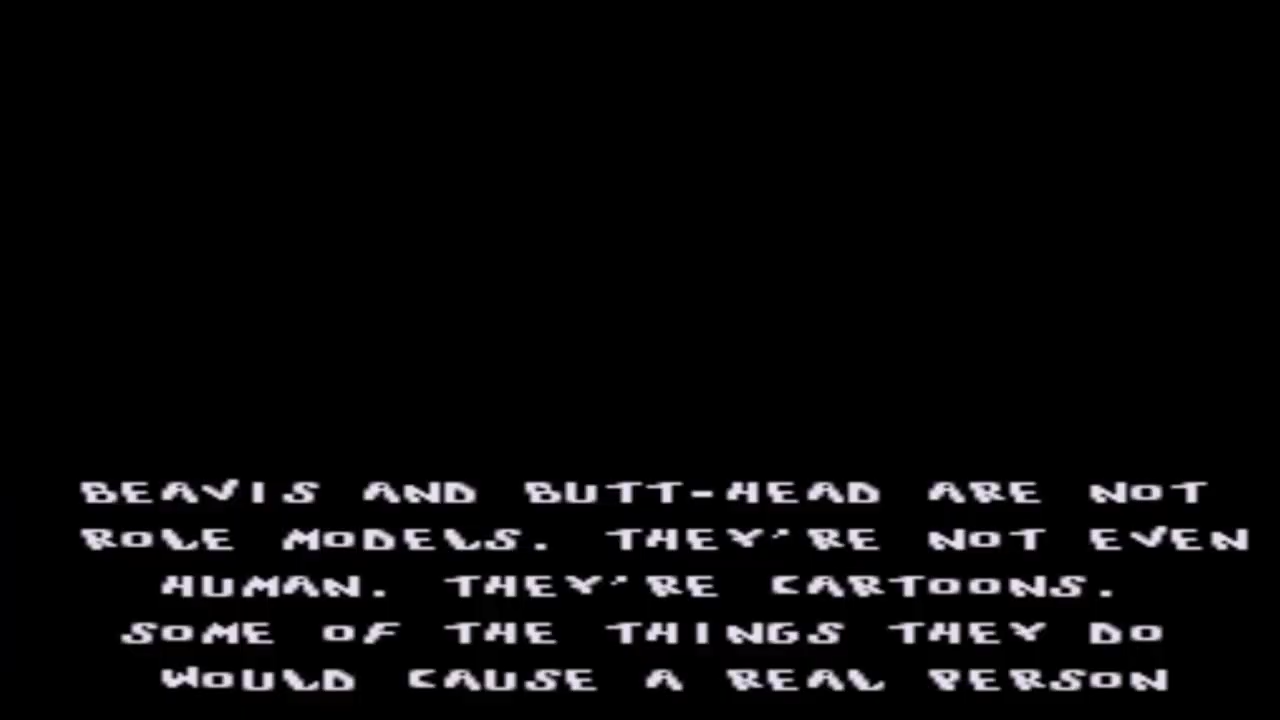 BEAVIS AND BUTT-HEAD ARE NOT
ROLE MODELS. THEY'RE NOT EVEN
HUMAN. THEY'RE CARTOONS.
SOME OF THE THINGS THEY DO
WOULD CAUSE A REAL PERSON